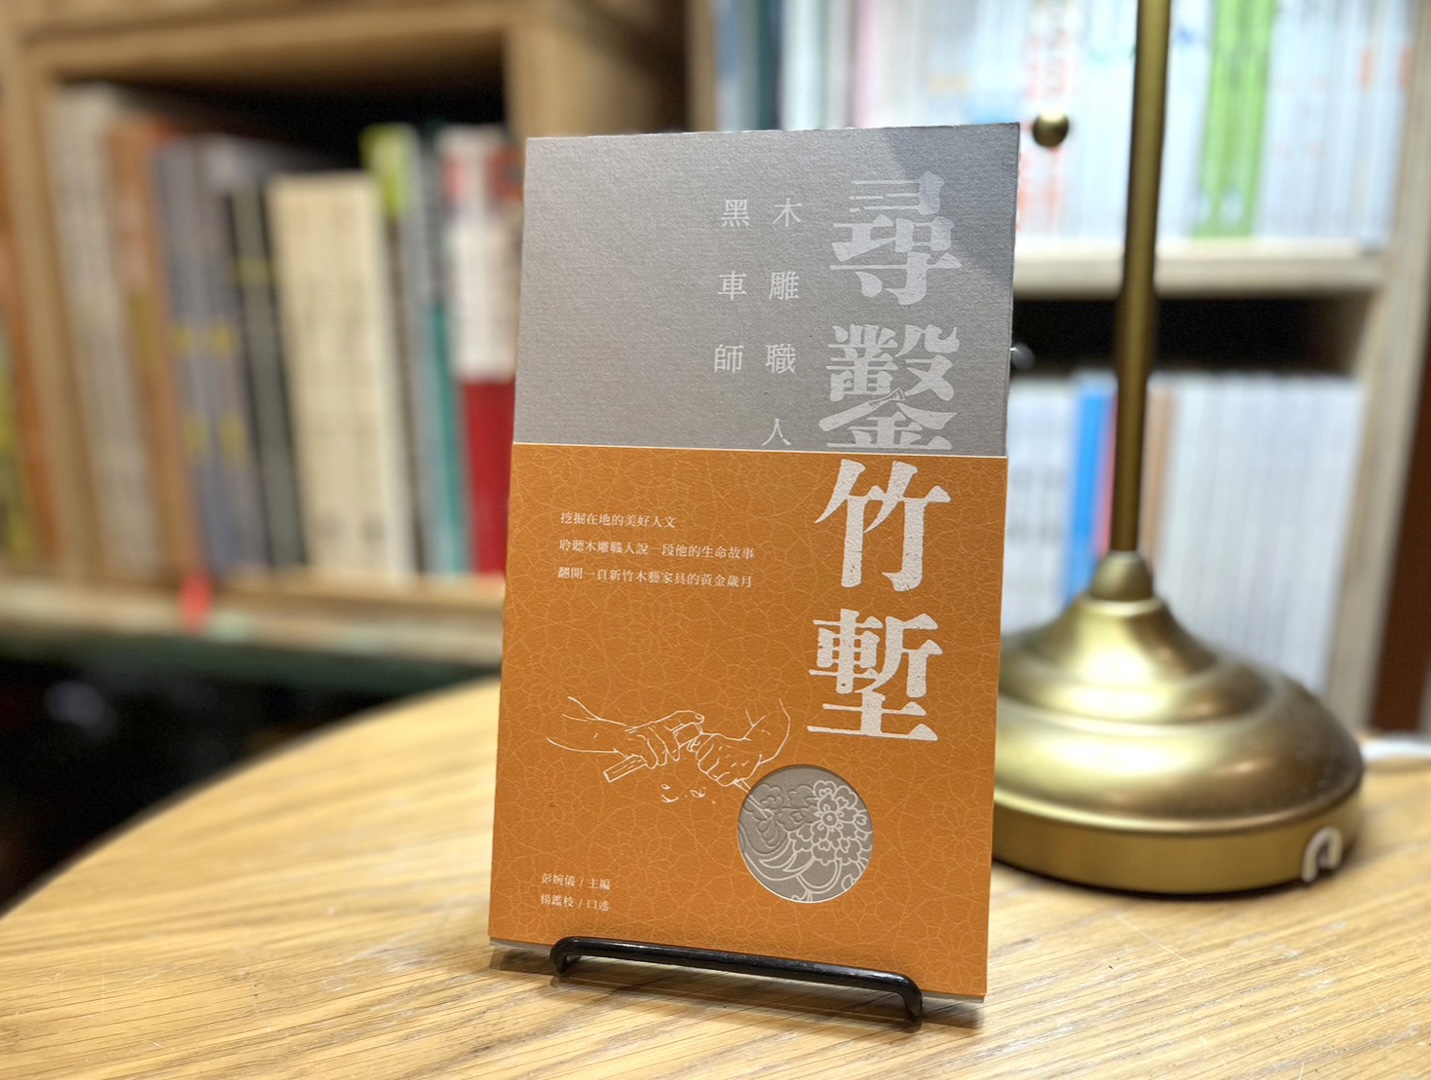 尋鑿竹塹
木雕職人
黑車師
挖掘在地的美好人文
聆聽木雕職人說一段他的生命故事
翻開一頁新竹木藝家具的黃金歲月
彭婉儀 / 主編
楊鑑枝 / 口述